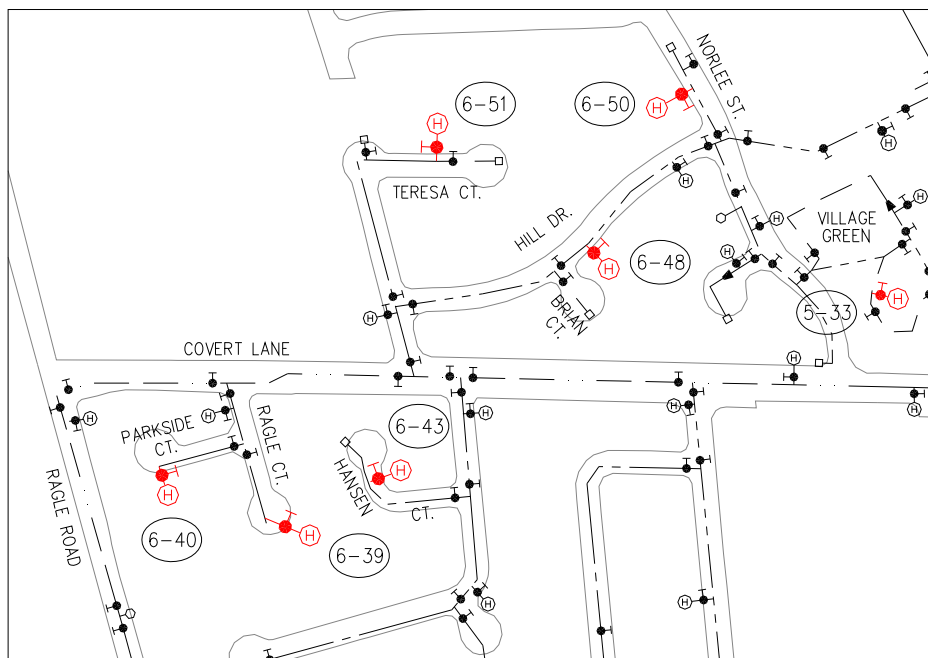 NORLEE ST.
6-51
6-50
H
H
H
H
TERESA CT.
HILL DR.
H
VILLAGE
GREEN
H
H
6-48
H
H
H
BRIAN
CT.
5-33
H
COVERT LANE
H
H
PARKSIDE
CT.
H
H
RAGLE CT.
6-43
H
H
HANSEN
CT.
H
RAGLE ROAD
H
6-40
H
6-39
H
H